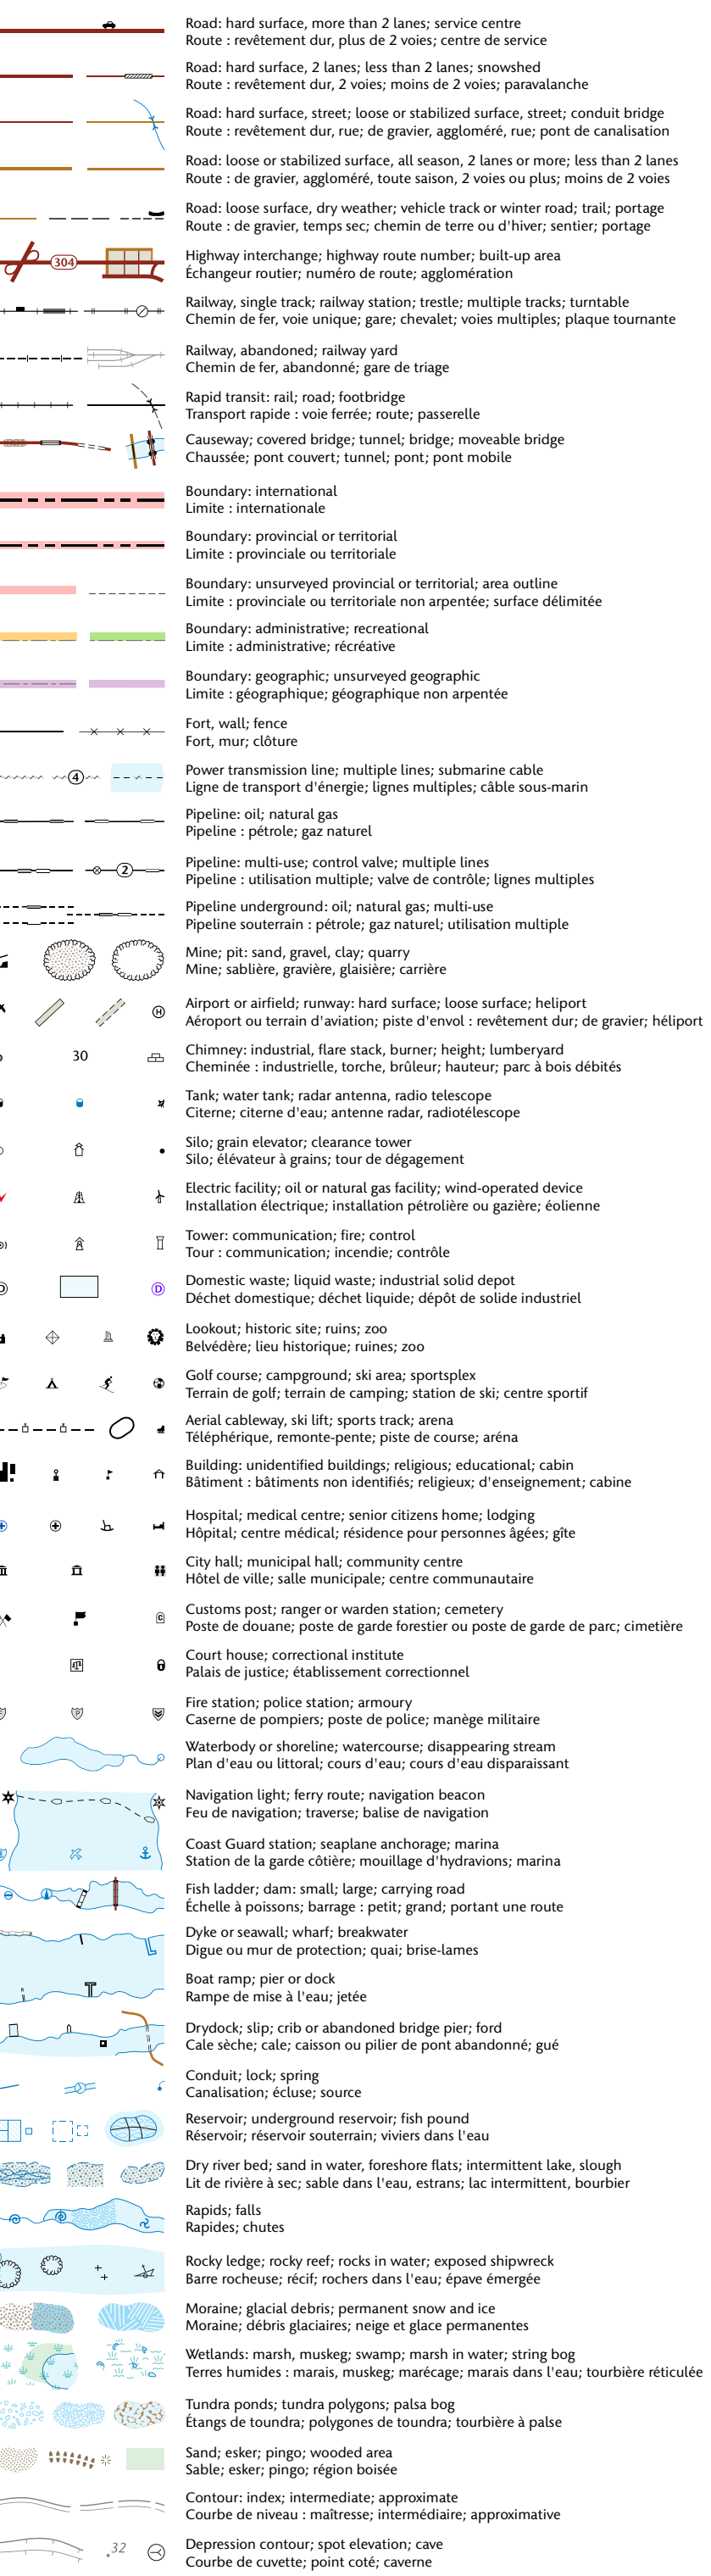 Road: hard surface, more than 2 lanes; service centre
Route : revêtement dur, plus de 2 voies; centre de service
Road: hard surface, 2 lanes; less than 2 lanes; snowshed
Route : revêtement dur, 2 voies; moins de 2 voies; paravalanche
Road: hard surface, street; loose or stabilized surface, street; conduit bridge
Route : revêtement dur, rue; de gravier, aggloméré, rue; pont de canalisation
Road: loose or stabilized surface, all season, 2 lanes or more; less than 2 lanes
Route : de gravier, aggloméré, toute saison, 2 voies ou plus; moins de 2 voies
Road: loose surface, dry weather; vehicle track or winter road; trail; portage
Route : de gravier, temps sec; chemin de terre ou d'hiver; sentier; portage
304
Highway interchange; highway route number; built-up area
Échangeur routier; numéro de route; agglomération
Railway, single track; railway station; trestle; multiple tracks; turntable
Chemin de fer, voie unique; gare; chevalet; voies multiples; plaque tournante
Railway, abandoned; railway yard
Chemin de fer, abandonné; gare de triage
Rapid transit: rail; road; footbridge
Transport rapide : voie ferrée; route; passerelle
Causeway; covered bridge; tunnel; bridge; moveable bridge
Chaussée; pont couvert; tunnel; pont; pont mobile
Boundary: international
Limite : internationale
Boundary: provincial or territorial
Limite : provinciale ou territoriale
Boundary: unsurveyed provincial or territorial; area outline
Limite : provinciale ou territoriale non arpentée; surface délimitée
Boundary: administrative; recreational
Limite : administrative; récréative
Boundary: geographic; unsurveyed geographic
Limite : géographique; géographique non arpentée
Fort, wall; fence
Fort, mur; clôture
4
Power transmission line; multiple lines; submarine cable
Ligne de transport d'énergie; lignes multiples; câble sous-marin
Pipeline: oil; natural gas
Pipeline : pétrole; gaz naturel
2
Pipeline: multi-use; control valve; multiple lines
Pipeline : utilisation multiple; valve de contrôle; lignes multiples
Pipeline underground: oil; natural gas; multi-use
Pipeline souterrain : pétrole; gaz naturel; utilisation multiple
Mine; pit: sand, gravel, clay; quarry
Mine; sablière, gravière, glaisière; carrière
H
Airport or airfield; runway: hard surface; loose surface; heliport
Aéroport ou terrain d'aviation; piste d'envol : revêtement dur; de gravier; héliport
30
Chimney: industrial, flare stack, burner; height; lumberyard
Cheminée : industrielle, torche, brûleur; hauteur; parc à bois débités
Tank; water tank; radar antenna, radio telescope
Citerne; citerne d'eau; antenne radar, radiotélescope
Silo; grain elevator; clearance tower
Silo; élévateur à grains; tour de dégagement
Electric facility; oil or natural gas facility; wind-operated device
Installation électrique; installation pétrolière ou gazière; éolienne
Tower: communication; fire; control
Tour : communication; incendie; contrôle
D D
Domestic waste; liquid waste; industrial solid depot
Déchet domestique; déchet liquide; dépôt de solide industriel
Lookout; historic site; ruins; zoo
Belvédère; lieu historique; ruines; zoo
Golf course; campground; ski area; sportsplex
Terrain de golf; terrain de camping; station de ski; centre sportif
Aerial cableway, ski lift; sports track; arena
Téléphérique, remonte-pente; piste de course; aréna
Building: unidentified buildings; religious; educational; cabin
Bâtiment : bâtiments non identifiés; religieux; d'enseignement; cabine
Hospital; medical centre; senior citizens home; lodging
Hôpital; centre médical; résidence pour personnes âgées; gîte
City hall; municipal hall; community centre
Hôtel de ville; salle municipale; centre communautaire
C
Customs post; ranger or warden station; cemetery
Poste de douane; poste de garde forestier ou poste de garde de parc; cimetière
Court house; correctional institute
Palais de justice; établissement correctionnel
P
Fire station; police station; armoury
Caserne de pompiers; poste de police; manège militaire
Waterbody or shoreline; watercourse; disappearing stream
Plan d'eau ou littoral; cours d'eau; cours d'eau disparaissant
Navigation light; ferry route; navigation beacon
Feu de navigation; traverse; balise de navigation
Coast Guard station; seaplane anchorage; marina
Station de la garde côtière; mouillage d'hydravions; marina
Fish ladder; dam: small; large; carrying road
Échelle à poissons; barrage : petit; grand; portant une route
Dyke or seawall; wharf; breakwater
Digue ou mur de protection; quai; brise-lames
Boat ramp; pier or dock
Rampe de mise à l'eau; jetée
Drydock; slip; crib or abandoned bridge pier; ford
Cale sèche; cale; caisson ou pilier de pont abandonné; gué
Conduit; lock; spring
Canalisation; écluse; source
Reservoir; underground reservoir; fish pound
Réservoir; réservoir souterrain; viviers dans l'eau
Dry river bed; sand in water, foreshore flats; intermittent lake, slough
Lit de rivière à sec; sable dans l'eau, estrans; lac intermittent, bourbier
Rapids; falls
Rapides; chutes
Rocky ledge; rocky reef; rocks in water; exposed shipwreck
Barre rocheuse; récif; rochers dans l'eau; épave émergée
Moraine; glacial debris; permanent snow and ice
Moraine; débris glaciaires; neige et glace permanentes
Wetlands: marsh, muskeg; swamp; marsh in water; string bog
Terres humides : marais, muskeg; marécage; marais dans l'eau; tourbière réticulée
Tundra ponds; tundra polygons; palsa bog
Étangs de toundra; polygones de toundra; tourbière à palse
Sand; esker; pingo; wooded area
Sable; esker; pingo; région boisée
Contour: index; intermediate; approximate
Courbe de niveau : maîtresse; intermédiaire; approximative
.32
Depression contour; spot elevation; cave
Courbe de cuvette; point coté; caverne